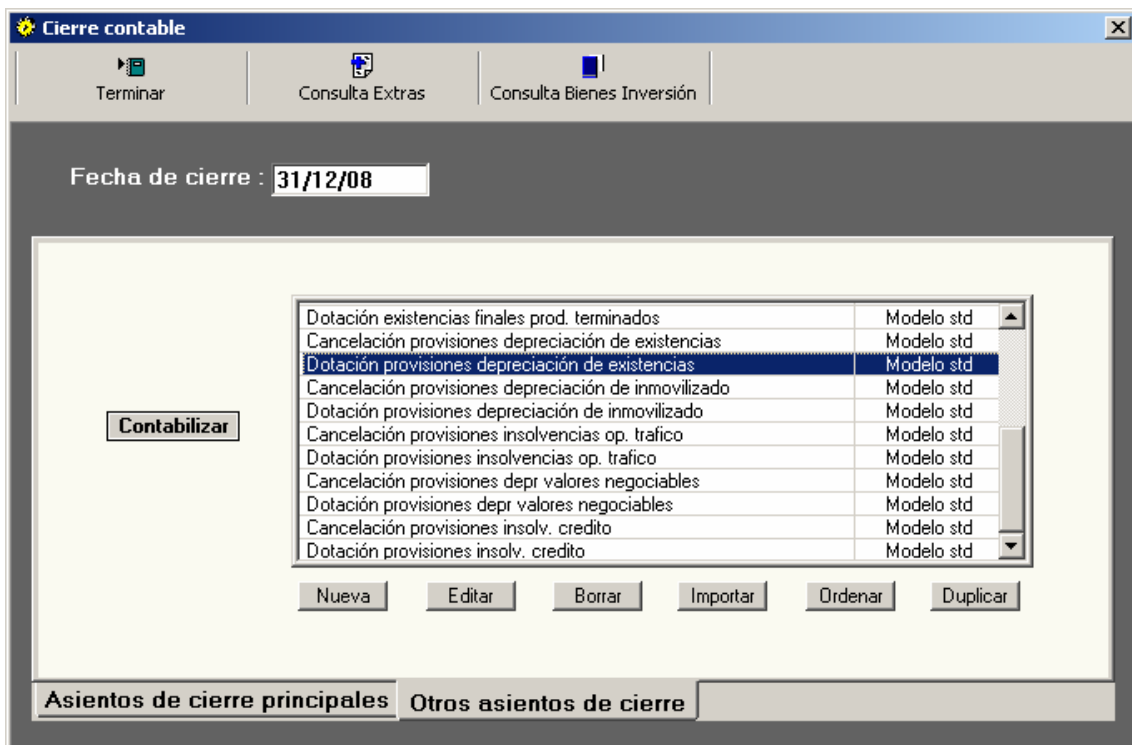 Cierre contable
Terminar Consulta Extras Consulta Bienes Inversión
Fecha de cierre : 31/12/08
Dotación existencias finales prod. terminados Modelo std
Cancelación provisiones depreciación de existencias Modelo std
Dotación provisiones depreciación de existencias Modelo std
Cancelación provisiones depreciación de inmovilizado Modelo std
Dotación provisiones depreciación de inmovilizado Modelo std
Contabilizar
Cancelación provisiones insolvencias op. trafico Modelo std
Dotación provisiones insolvencias op. trafico Modelo std
Cancelación provisiones depr valores negociables Modelo std
Dotación provisiones depr valores negociables Modelo std
Cancelación provisiones insolv. credito Modelo std
Dotación provisiones insolv. credito Modelo std
Nueva Editar Borrar Importar Ordenar Duplicar
Asientos de cierre principales Otros asientos de cierre